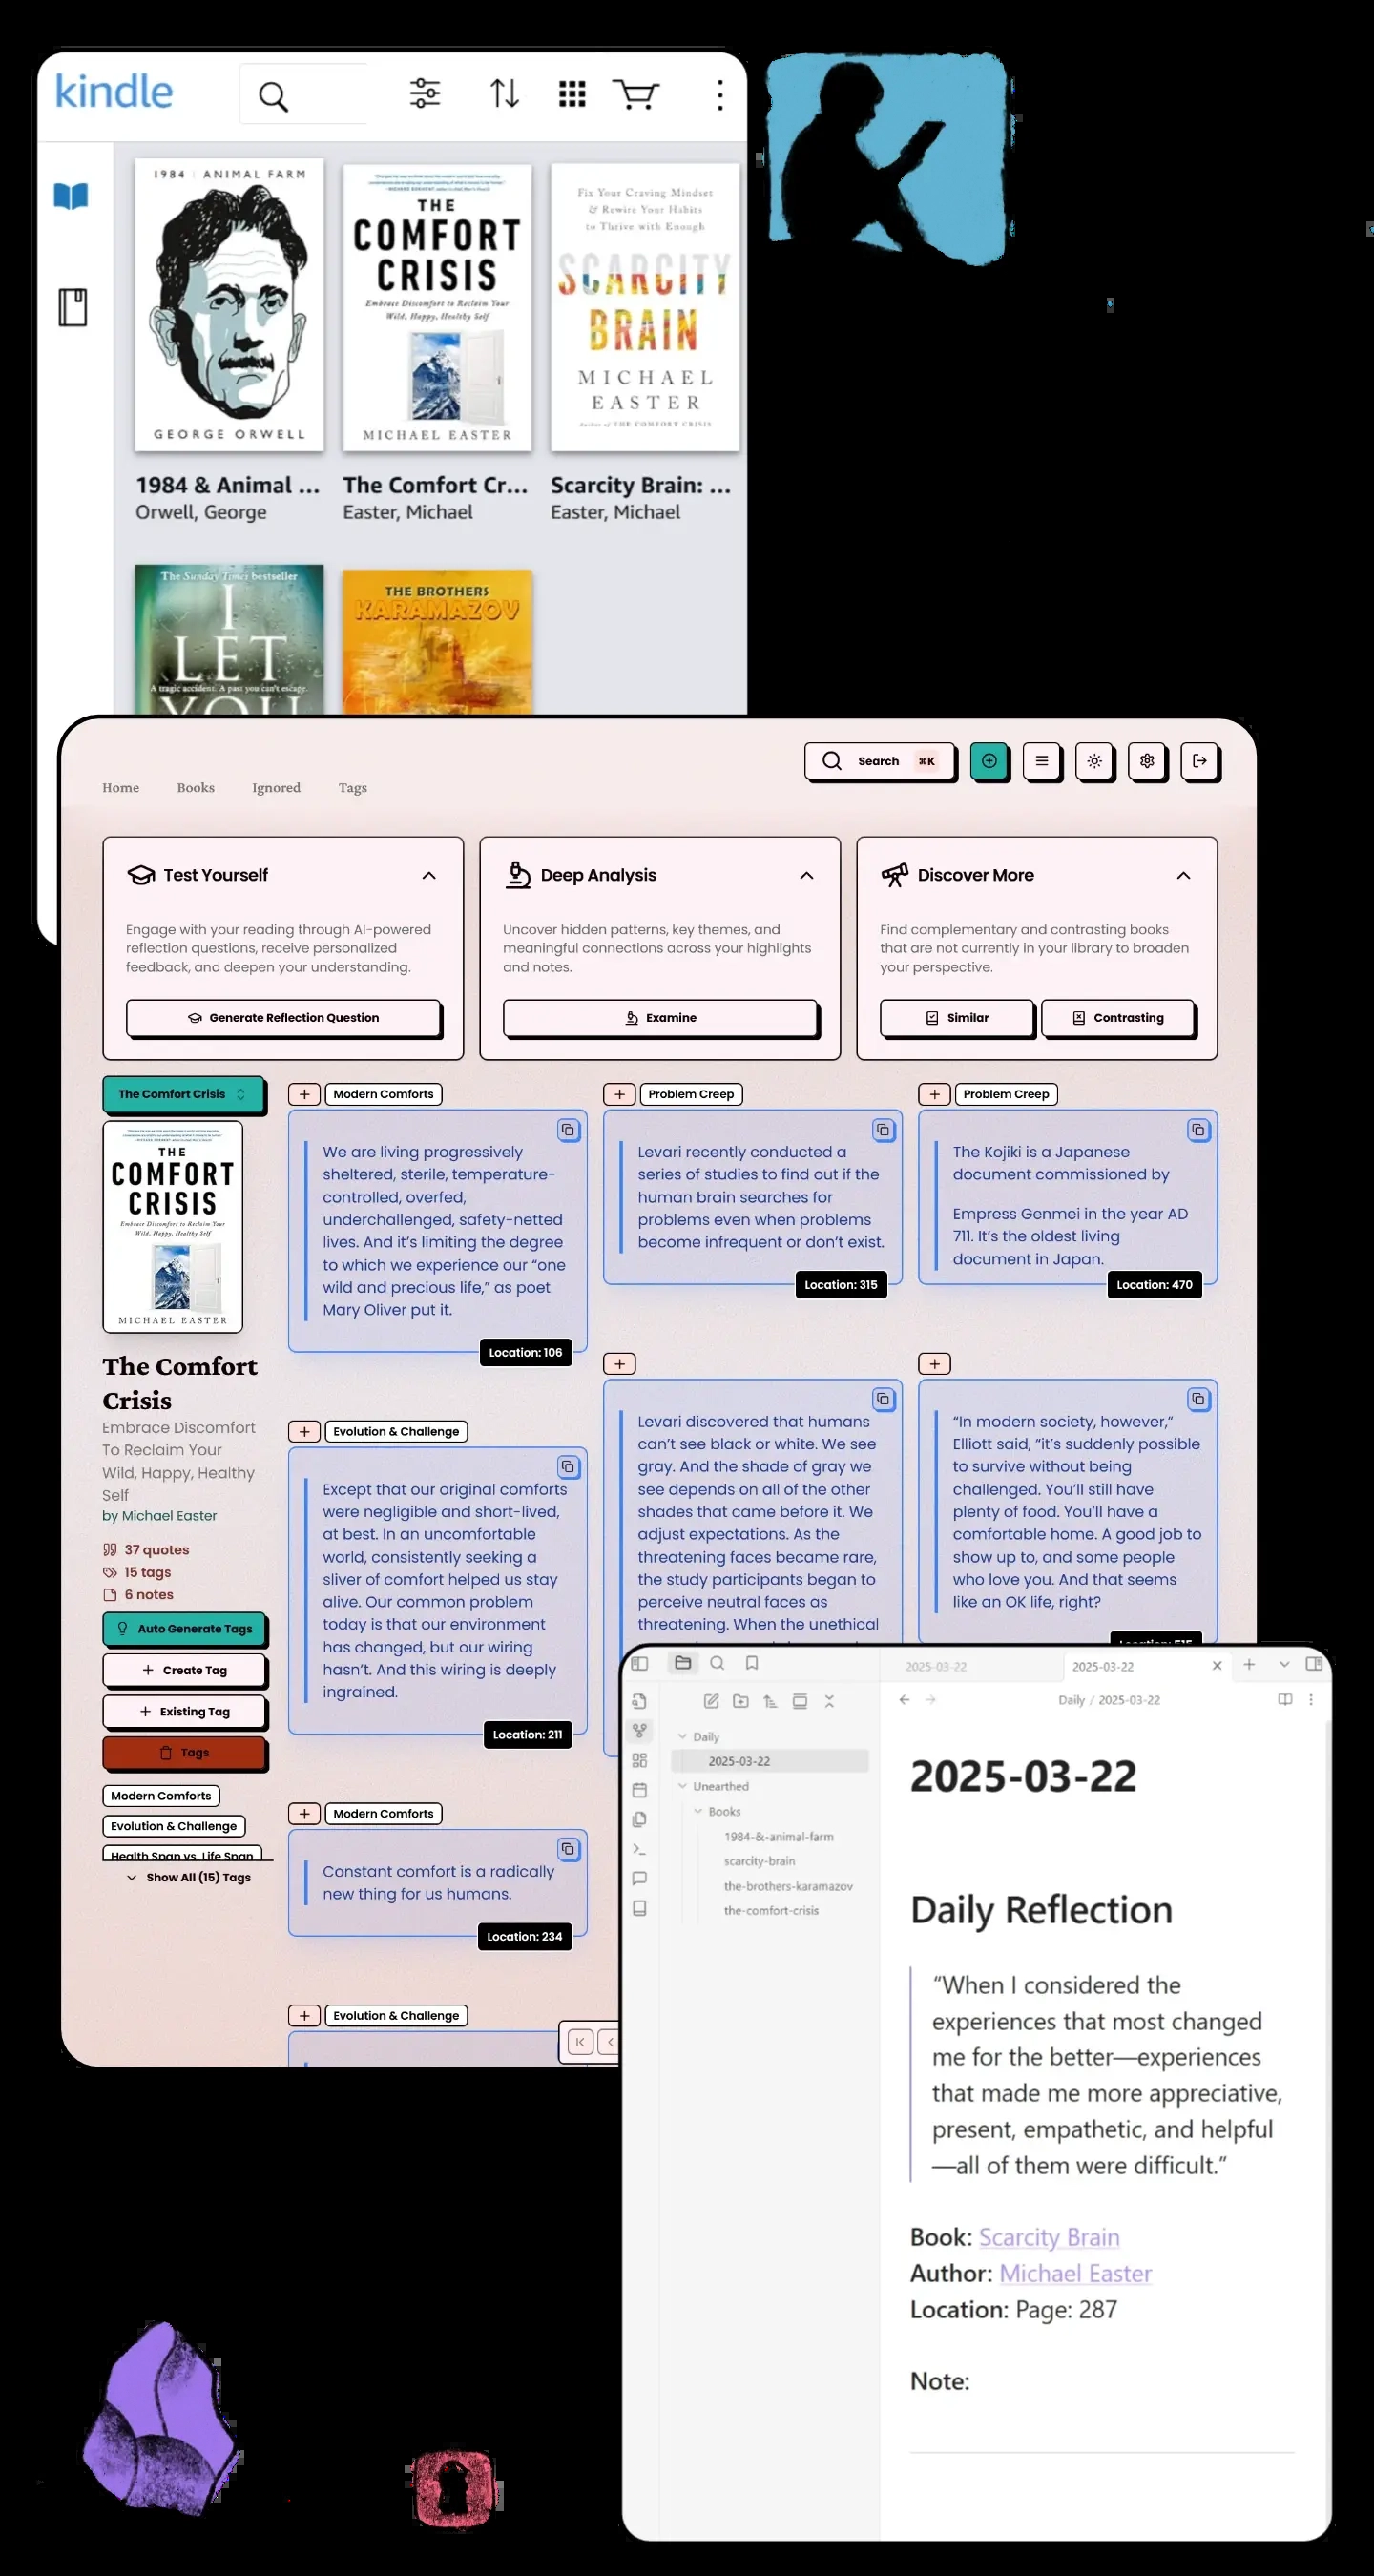 kindle
1984 | ANIMAL FARM
GEORGE ORWELL
THE
COMFORT
CRISIS
Embrace Discomfort to Reclaim Your
Wild, Happy, Healthy Self
MICHAEL EASTER
Fix Your Craving Mindset
& Rewire Your Habits
to Thrive with Enough
SCARCITY
BRAIN
MICHAEL
EASTER
Author of THE COMFORT CRISIS
1984 & Animal ...
Orwell, George
The Comfort Cr...
Easter, Michael
Scarcity Brain: ...
Easter, Michael
The Sunday Times bestseller
I
LET
A tragic accident. A past you can't escape.
YOU
THE BROTHERS
KARAMAZOV
Home Books Ignored Tags
Search ⌘K
Test Yourself
Engage with your reading through AI-powered
reflection questions, receive personalized
feedback, and deepen your understanding.
Generate Reflection Question
Deep Analysis
Uncover hidden patterns, key themes, and
meaningful connections across your highlights
and notes.
Examine
Discover More
Find complementary and contrasting books
that are not currently in your library to broaden
your perspective.
Similar
Contrasting
The Comfort Crisis
THE
COMFORT
CRISIS
Embrace Discomfort to Reclaim Your
Wild, Happy, Healthy Self
MICHAEL EASTER
The Comfort
Crisis
Embrace Discomfort
To Reclaim Your
Wild, Happy, Healthy
Self
by Michael Easter
37 quotes
15 tags
6 notes
Auto Generate Tags
+ Create Tag
+ Existing Tag
Tags
Modern Comforts
Evolution & Challenge
Health Span vs. Life Span
Show All (15) Tags
+ Modern Comforts
We are living progressively
sheltered, sterile, temperature-
controlled, overfed,
underchallenged, safety-netted
lives. And it's limiting the degree
to which we experience our “one
wild and precious life,” as poet
Mary Oliver put it.
Location: 106
+ Evolution & Challenge
Except that our original comforts
were negligible and short-lived,
at best. In an uncomfortable
world, consistently seeking a
sliver of comfort helped us stay
alive. Our common problem
today is that our environment
has changed, but our wiring
hasn't. And this wiring is deeply
ingrained.
Location: 211
+ Modern Comforts
Constant comfort is a radically
new thing for us humans.
Location: 234
+ Evolution & Challenge
+ Problem Creep
Levari recently conducted a
series of studies to find out if the
human brain searches for
problems even when problems
become infrequent or don't exist.
Location: 315
+
Levari discovered that humans
can't see black or white. We see
gray. And the shade of gray we
see depends on all of the other
shades that came before it. We
adjust expectations. As the
threatening faces became rare,
the study participants began to
perceive neutral faces as
threatening. When the unethical
+ Problem Creep
The Kojiki is a Japanese
document commissioned by
Empress Genmei in the year AD
711. It's the oldest living
document in Japan.
Location: 470
+
“In modern society, however,”
Elliott said, “it's suddenly possible
to survive without being
challenged. You'll still have
plenty of food. You'll have a
comfortable home. A good job to
show up to, and some people
who love you. And that seems
like an OK life, right?
2025-03-22
2025-03-22
Daily / 2025-03-22
Daily
2025-03-22
Unearthed
Books
1984-&-animal-farm
scarcity-brain
the-brothers-karamazov
the-comfort-crisis
2025-03-22
Daily Reflection
“When I considered the
experiences that most changed
me for the better—experiences
that made me more appreciative,
present, empathetic, and helpful
—all of them were difficult.”
Book: Scarcity Brain
Author: Michael Easter
Location: Page: 287
Note: